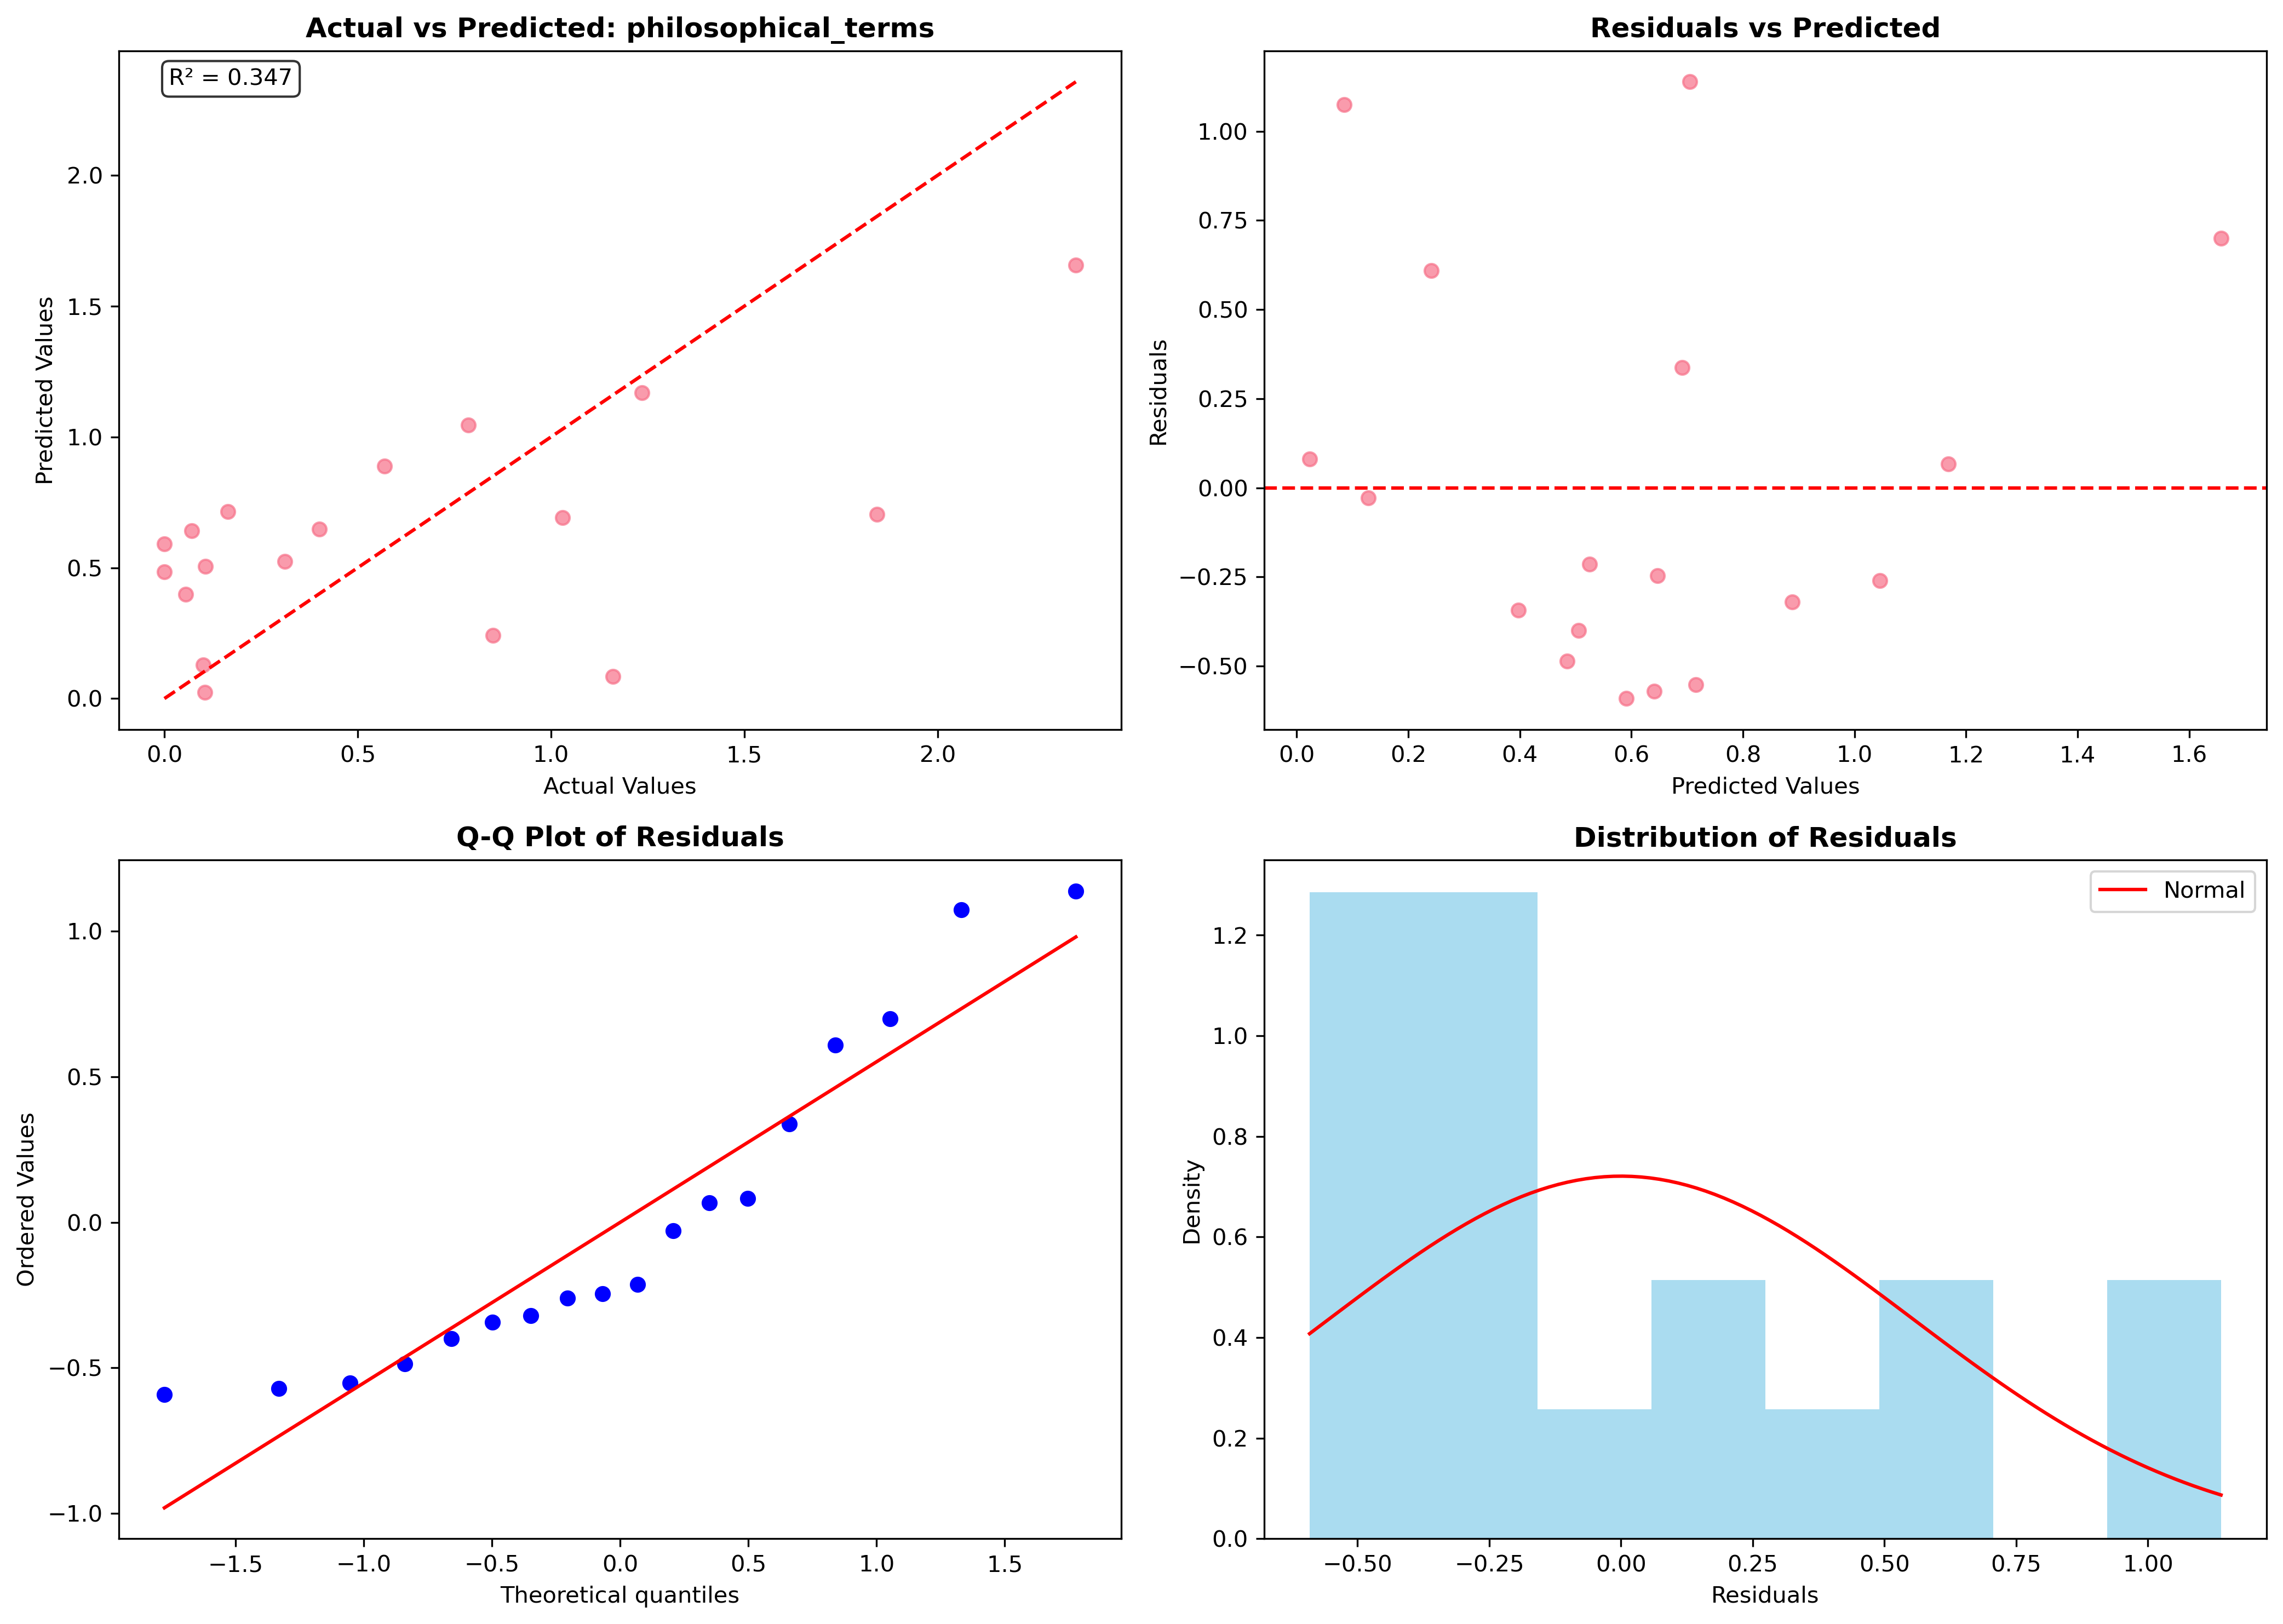 Actual vs Predicted: philosophical_terms
R² = 0.347
2.0
1.5
1.0
0.5
0.0
Predicted Values
0.0 0.5 1.0 1.5 2.0
Actual Values
Residuals vs Predicted
1.00
0.75
0.50
0.25
0.00
−0.25
−0.50
Residuals
0.0 0.2 0.4 0.6 0.8 1.0 1.2 1.4 1.6
Predicted Values
Q-Q Plot of Residuals
1.0
0.5
0.0
−0.5
−1.0
Ordered Values
−1.5 −1.0 −0.5 0.0 0.5 1.0 1.5
Theoretical quantiles
Distribution of Residuals
Normal
1.2
1.0
0.8
0.6
0.4
0.2
0.0
Density
−0.50 −0.25 0.00 0.25 0.50 0.75 1.00
Residuals